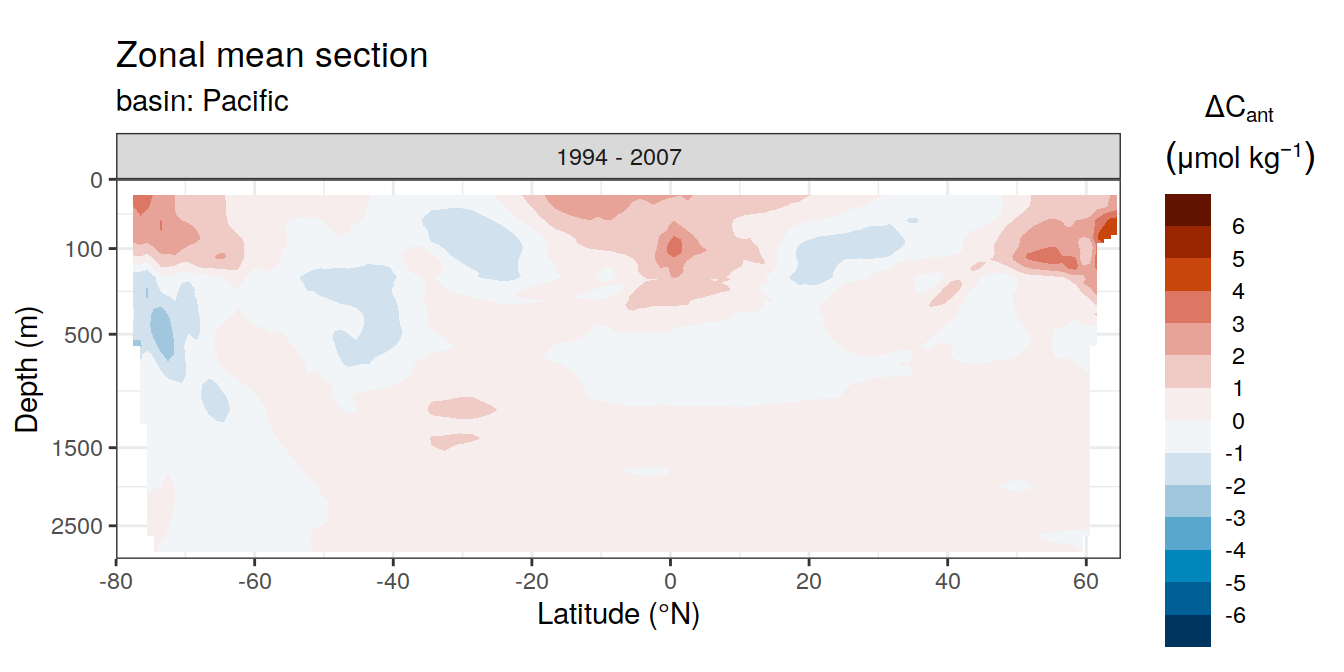 Zonal mean section
basin: Pacific
1994 - 2007
ΔCant
(μmol kg⁻¹)
6
5
4
3
2
1
0
-1
-2
-3
-4
-5
-6
0
100
500
1500
2500
Depth (m)
-80 -60 -40 -20 0 20 40 60
Latitude (°N)